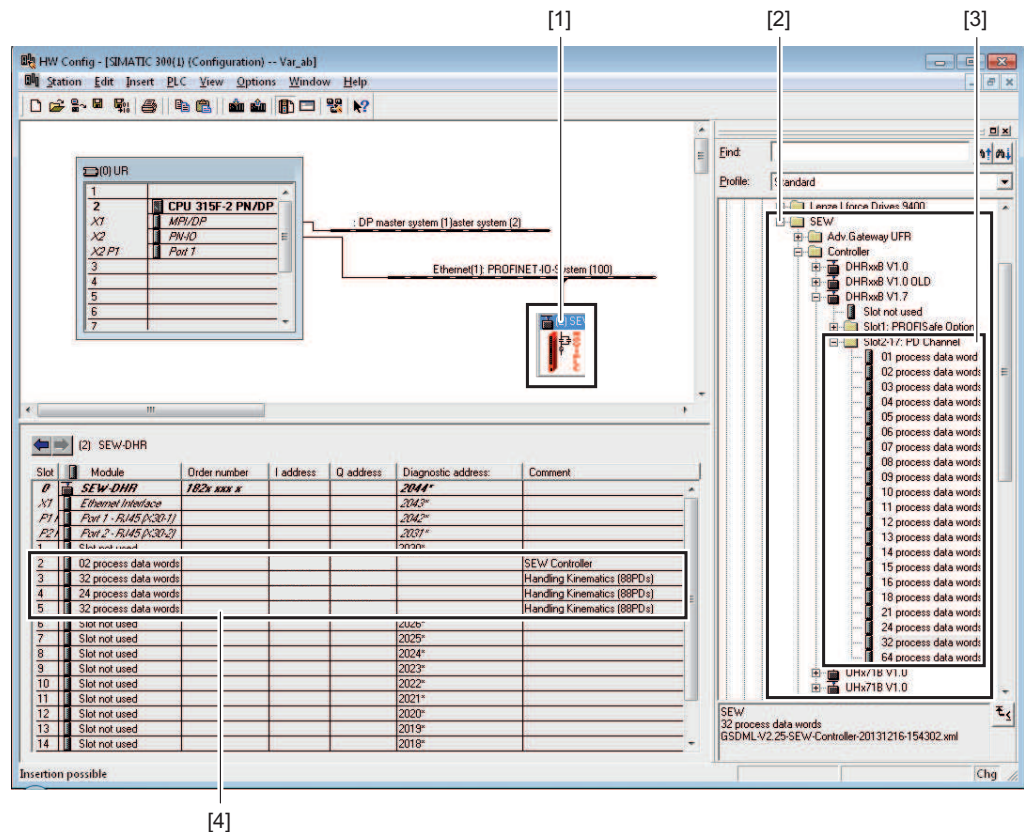 [1] [2] [3]
HW Config - [SIMATIC 300(1) (Configuration) -- Var_ab]
Station Edit Insert PLC View Options Window Help
Find:
Profile: Standard
(0) UR
1
2 CPU 315F-2 PN/DP
X1 MPI/DP
X2 PN-IO
X2 P1 Port 1
3
4
5
6
7
: DP master system (1)aster system (2)
Ethernet(1): PROFINET-IO-System (100)
SEW
Lenze I force Drives 9400
SEW
Adv.Gateway UFR
Controller
DHRxxB V1.0
DHRxxB V1.0 OLD
DHRxxB V1.7
Slot not used
Slot1: PROFISafe Option
Slot2-17: PD Channel
01 process data word
02 process data words
03 process data words
04 process data words
05 process data words
06 process data words
07 process data words
08 process data words
09 process data words
10 process data words
11 process data words
12 process data words
13 process data words
14 process data words
15 process data words
16 process data words
18 process data words
21 process data words
24 process data words
32 process data words
64 process data words
UHx71B V1.0
UHx71B V1.0
SEW
32 process data words
GSDML-V2.25-SEW-Controller-20131216-154302.xml
(2) SEW-DHR
Slot Module Order number I address Q address Diagnostic address: Comment
0 SEW-DHR 182x xxx x 2044*
X1 Ethernet Interface 2043*
P1 Port 1 - RJ45 (X30-1) 2042*
P2 Port 2 - RJ45 (X30-2) 2031*
1 Slot not used 2030*
2 02 process data words SEW Controller
3 32 process data words Handling Kinematics (88PDs)
4 24 process data words Handling Kinematics (88PDs)
5 32 process data words Handling Kinematics (88PDs)
6 Slot not used 2026*
7 Slot not used 2025*
8 Slot not used 2024*
9 Slot not used 2023*
10 Slot not used 2022*
11 Slot not used 2021*
12 Slot not used 2020*
13 Slot not used 2019*
14 Slot not used 2018*
Insertion possible Chg
[4]